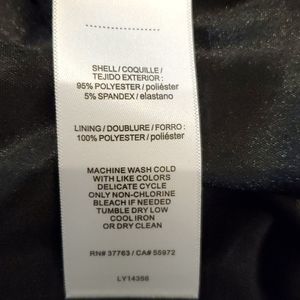 SHELL / COQUILLE /
TEJIDO EXTERIOR :
95% POLYESTER / poliéster
5% SPANDEX / elastano
LINING / DOUBLURE / FORRO :
100% POLYESTER / poliéster
MACHINE WASH COLD
WITH LIKE COLORS
DELICATE CYCLE
ONLY NON-CHLORINE
BLEACH IF NEEDED
TUMBLE DRY LOW
COOL IRON
OR DRY CLEAN
RN# 37763 / CA# 55972
LY14356